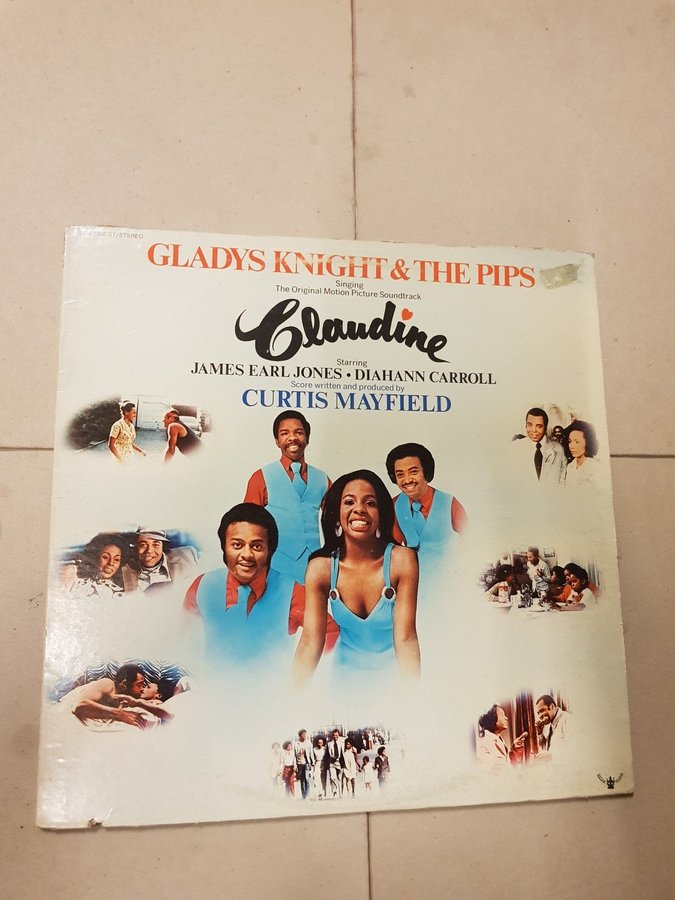 GLADYS KNIGHT & THE PIPS
Singing
The Original Motion Picture Soundtrack
Claudine
Starring
JAMES EARL JONES • DIAHANN CARROLL
Score written and produced by
CURTIS MAYFIELD